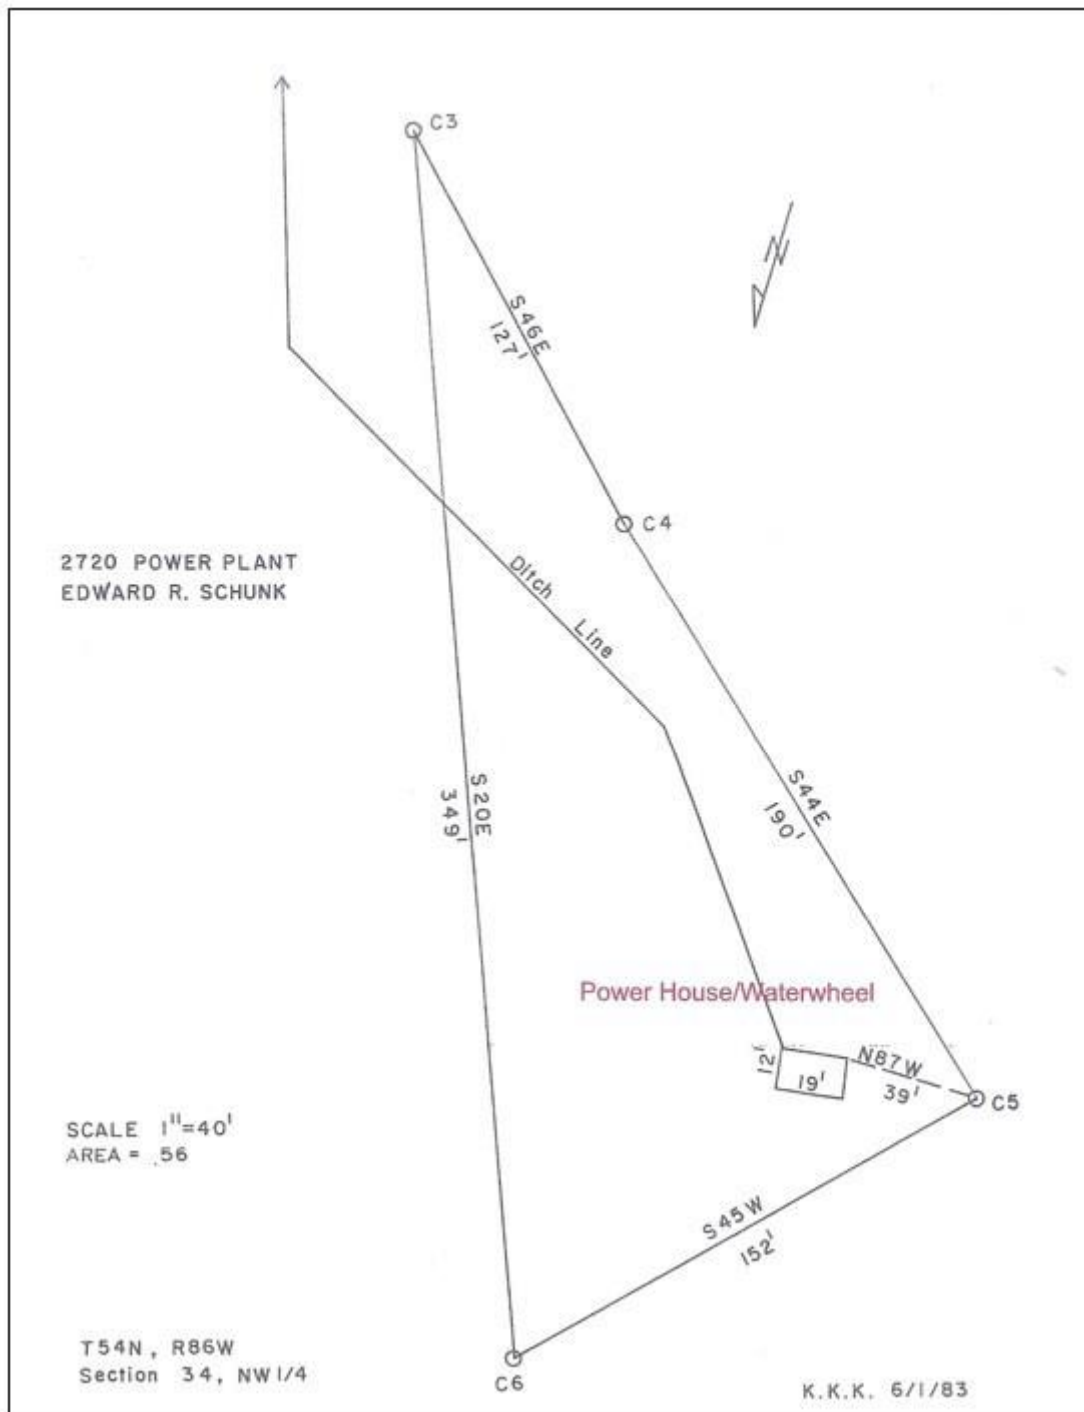 C3
N
S46E
127'
C4
2720 POWER PLANT
EDWARD R. SCHUNK
Ditch Line
S20E
349'
S44E
190'
Power House/Waterwheel
12'
19'
N87W
39'
C5
SCALE 1"=40'
AREA = .56
S45W
152'
T54N, R86W
Section 34, NW 1/4
C6
K.K.K. 6/1/83